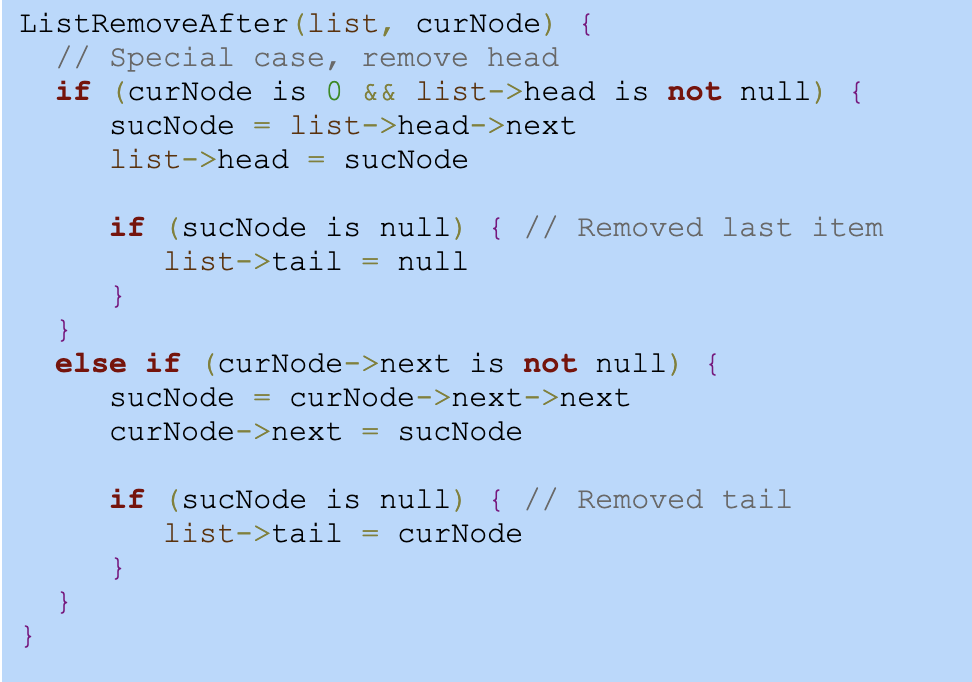 ListRemoveAfter(list, curNode) {
  // Special case, remove head
  if (curNode is 0 && list->head is not null) {
     sucNode = list->head->next
     list->head = sucNode

     if (sucNode is null) { // Removed last item
        list->tail = null
     }
  }
  else if (curNode->next is not null) {
     sucNode = curNode->next->next
     curNode->next = sucNode

     if (sucNode is null) { // Removed tail
        list->tail = curNode
     }
  }
}